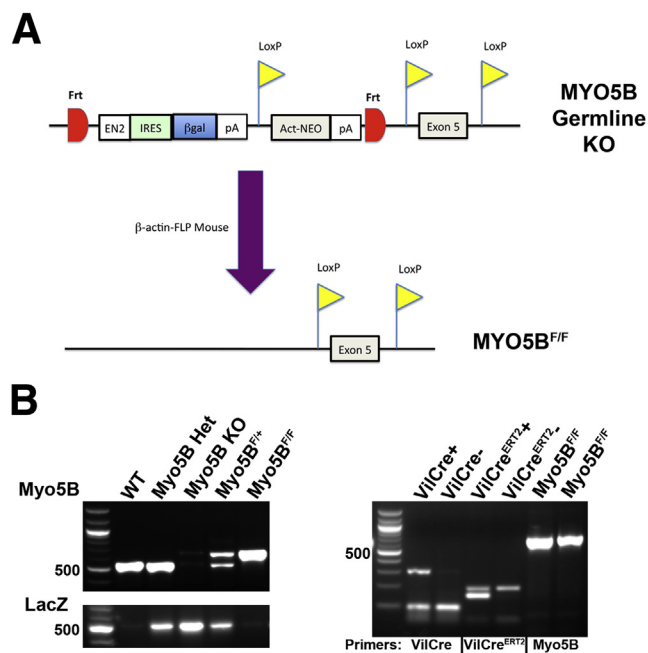 A
LoxP
LoxP
LoxP
Frt
Frt
EN2
IRES
βgal
pA
Act-NEO
pA
Exon 5
MYO5B
Germline
KO
β-actin-FLP Mouse
LoxP
LoxP
Exon 5
MYO5B^F/F
B
Myo5B
WT
Myo5B Het
Myo5B KO
Myo5B^F/+
Myo5B^F/F
500
LacZ
500
VilCre+
VilCre-
VilCre^ERT2+
VilCre^ERT2-
Myo5B^F/F
Myo5B^F/F
500
Primers: VilCre VilCre^ERT2 Myo5B